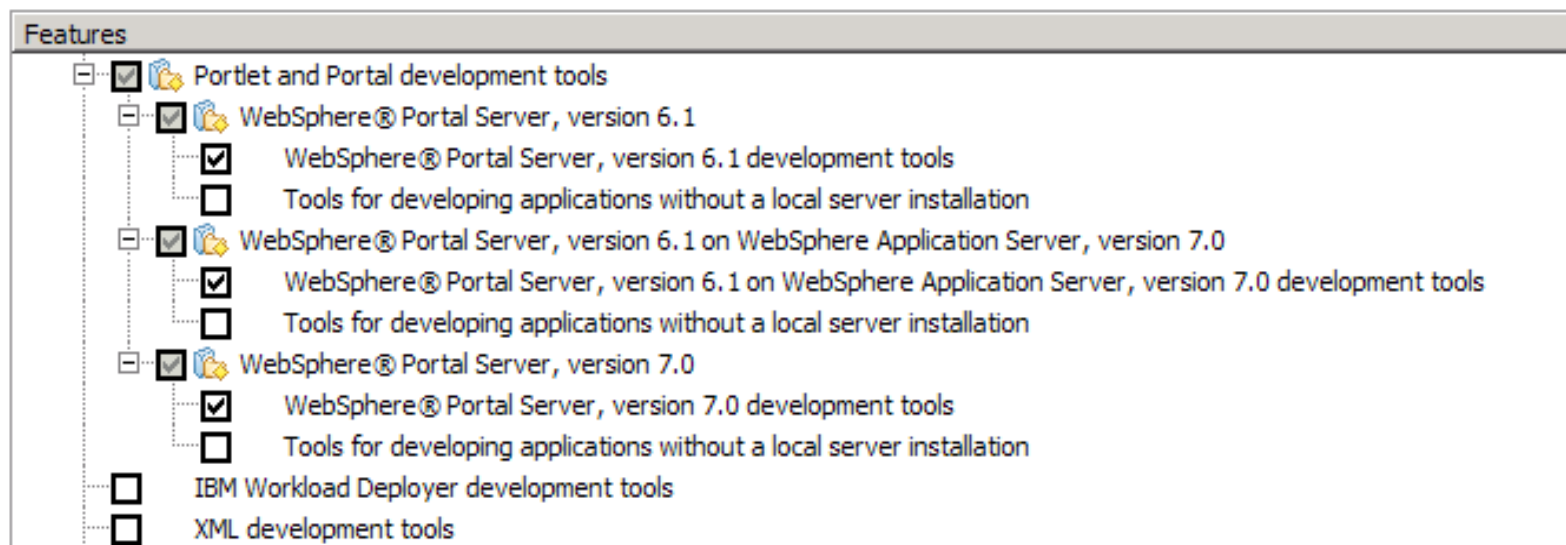 Features
Portlet and Portal development tools
WebSphere® Portal Server, version 6.1
WebSphere® Portal Server, version 6.1 development tools
Tools for developing applications without a local server installation
WebSphere® Portal Server, version 6.1 on WebSphere Application Server, version 7.0
WebSphere® Portal Server, version 6.1 on WebSphere Application Server, version 7.0 development tools
Tools for developing applications without a local server installation
WebSphere® Portal Server, version 7.0
WebSphere® Portal Server, version 7.0 development tools
Tools for developing applications without a local server installation
IBM Workload Deployer development tools
XML development tools